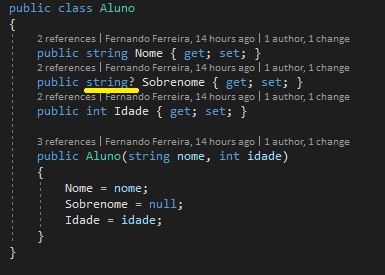 public class Aluno
{
2 references | Fernando Ferreira, 14 hours ago | 1 author, 1 change
public string Nome { get; set; }
2 references | Fernando Ferreira, 14 hours ago | 1 author, 1 change
public string? Sobrenome { get; set; }
2 references | Fernando Ferreira, 14 hours ago | 1 author, 1 change
public int Idade { get; set; }
3 references | Fernando Ferreira, 14 hours ago | 1 author, 1 change
public Aluno(string nome, int idade)
{
Nome = nome;
Sobrenome = null;
Idade = idade;
}
}